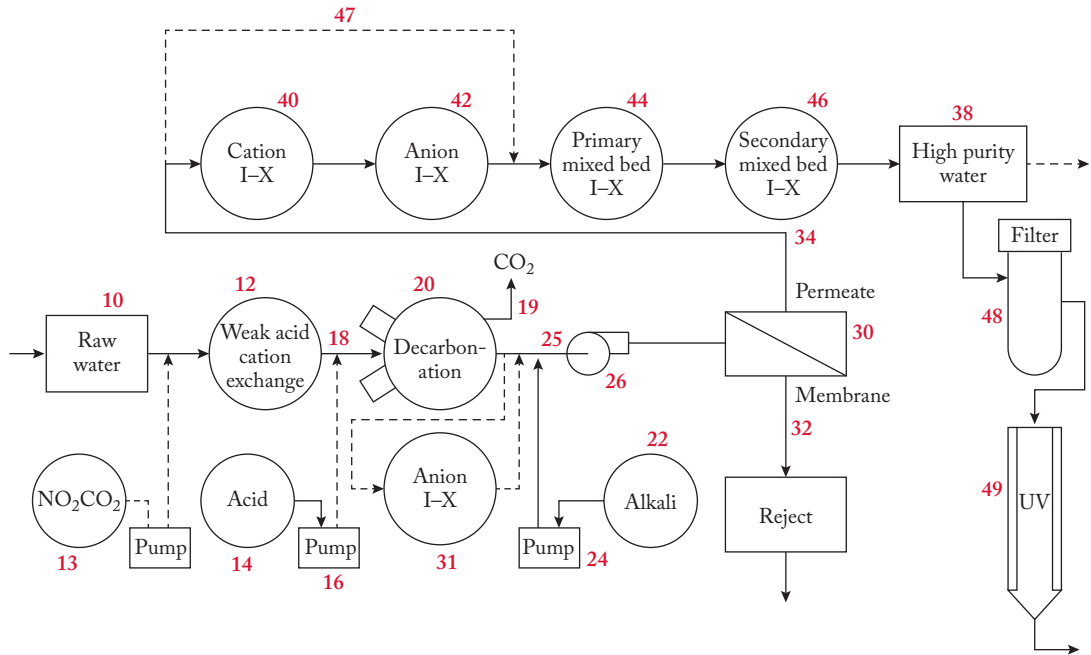 47
40
42
44
46
38
Cation
I–X
Anion
I–X
Primary
mixed bed
I–X
Secondary
mixed bed
I–X
High purity
water
34
Filter
CO₂
10
12
20
19
Permeate
48
Raw
water
Weak acid
cation
exchange
18
Decarbon-
ation
25
26
30
Membrane
32
22
NO₂CO₂
Acid
Anion
I–X
Alkali
49
UV
Reject
Pump
Pump
Pump
13
14
16
31
24